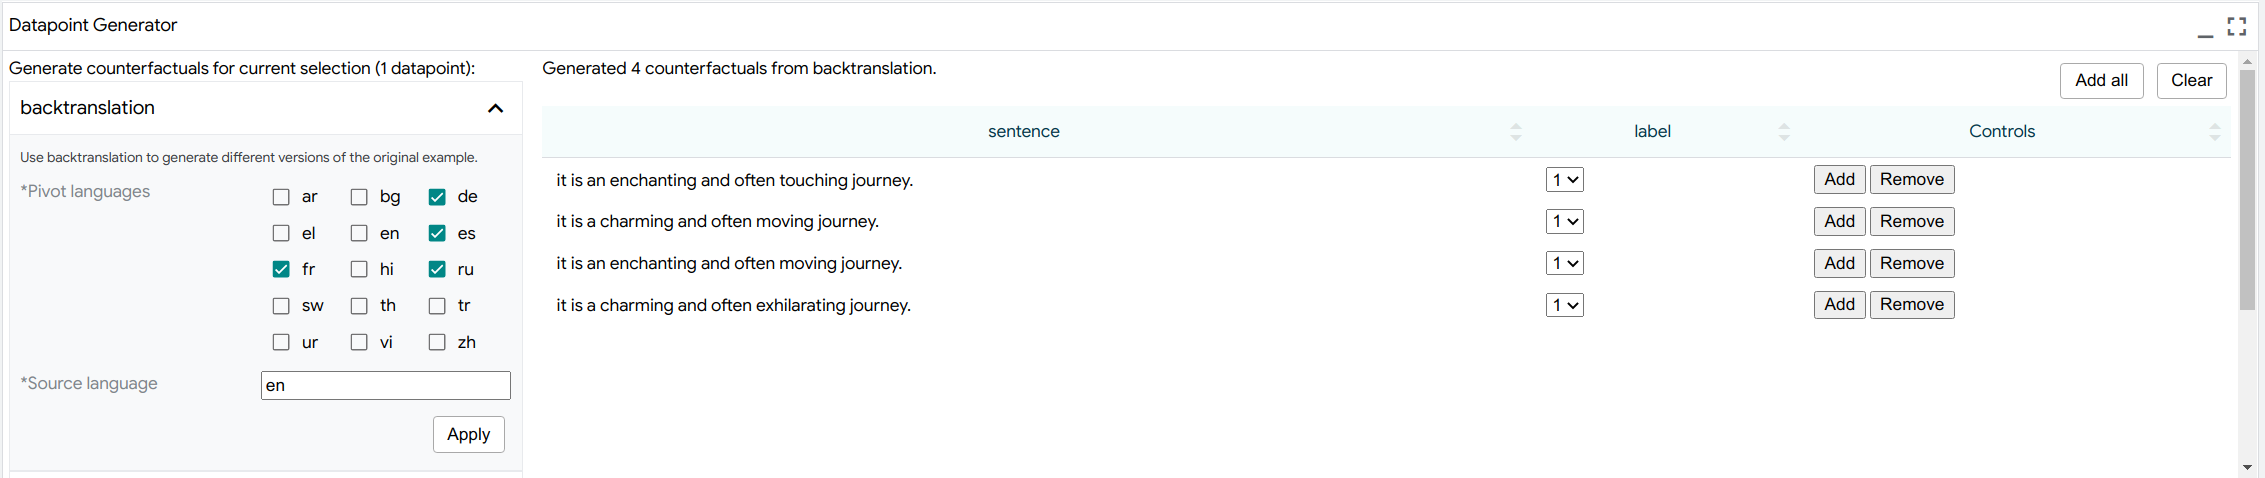 Datapoint Generator
Generate counterfactuals for current selection (1 datapoint):
backtranslation
Use backtranslation to generate different versions of the original example.
*Pivot languages
ar bg de
el en es
fr hi ru
sw th tr
ur vi zh
*Source language en
Apply
Generated 4 counterfactuals from backtranslation.
Add all Clear
sentence label Controls
it is an enchanting and often touching journey. 1 Add Remove
it is a charming and often moving journey. 1 Add Remove
it is an enchanting and often moving journey. 1 Add Remove
it is a charming and often exhilarating journey. 1 Add Remove